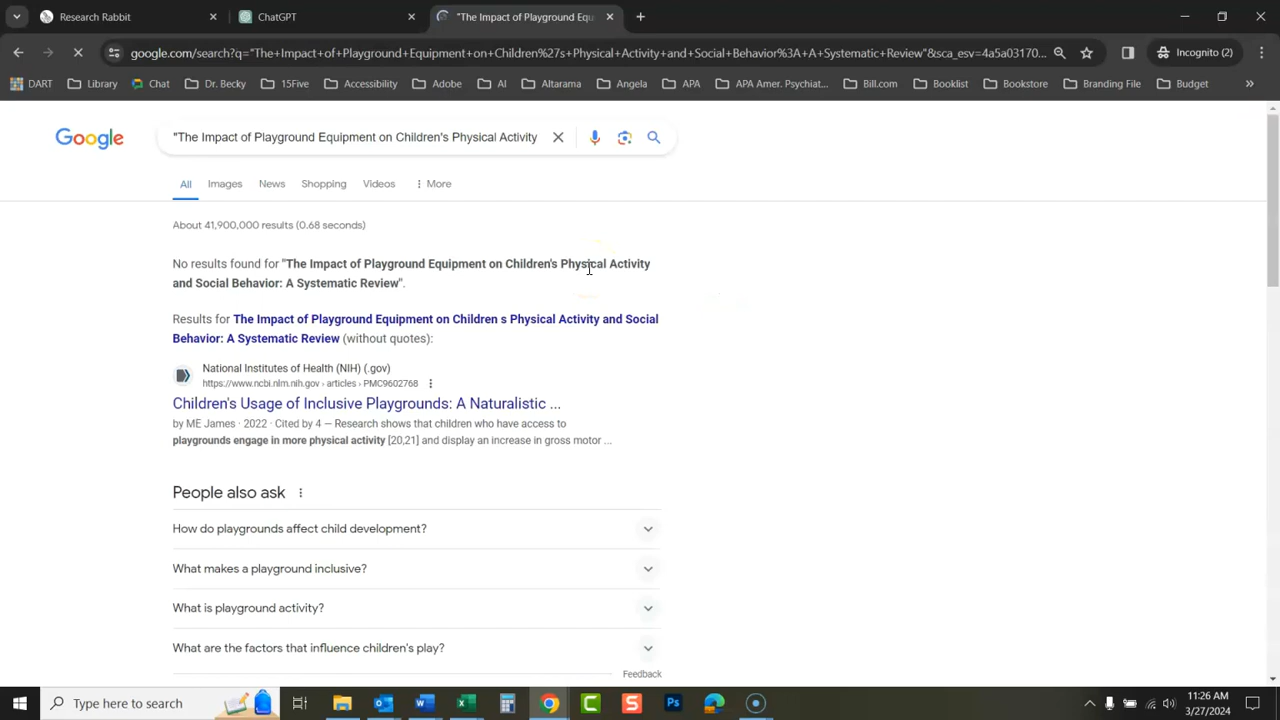 Research Rabbit
ChatGPT
"The Impact of Playground Equ
google.com/search?q="The+Impact+of+Playground+Equipment+on+Children%27s+Physical+Activity+and+Social+Behavior%3A+A+Systematic+Review"&sca_esv=4a5a03170...
Incognito (2)
DART
Library
Chat
Dr. Becky
15Five
Accessibility
Adobe
AI
Altarama
Angela
APA
APA Amer. Psychiat...
Bill.com
Booklist
Bookstore
Branding File
Budget
Google
"The Impact of Playground Equipment on Children's Physical Activity
All
Images
News
Shopping
Videos
More
About 41,900,000 results (0.68 seconds)
No results found for "The Impact of Playground Equipment on Children's Physical Activity
and Social Behavior: A Systematic Review".
Results for The Impact of Playground Equipment on Children s Physical Activity and Social
Behavior: A Systematic Review (without quotes):
National Institutes of Health (NIH) (.gov)
https://www.ncbi.nlm.nih.gov › articles › PMC9602768
Children's Usage of Inclusive Playgrounds: A Naturalistic ...
by ME James · 2022 · Cited by 4 — Research shows that children who have access to
playgrounds engage in more physical activity [20,21] and display an increase in gross motor ...
People also ask
How do playgrounds affect child development?
What makes a playground inclusive?
What is playground activity?
What are the factors that influence children's play?
Feedback
Type here to search
11:26 AM
3/27/2024